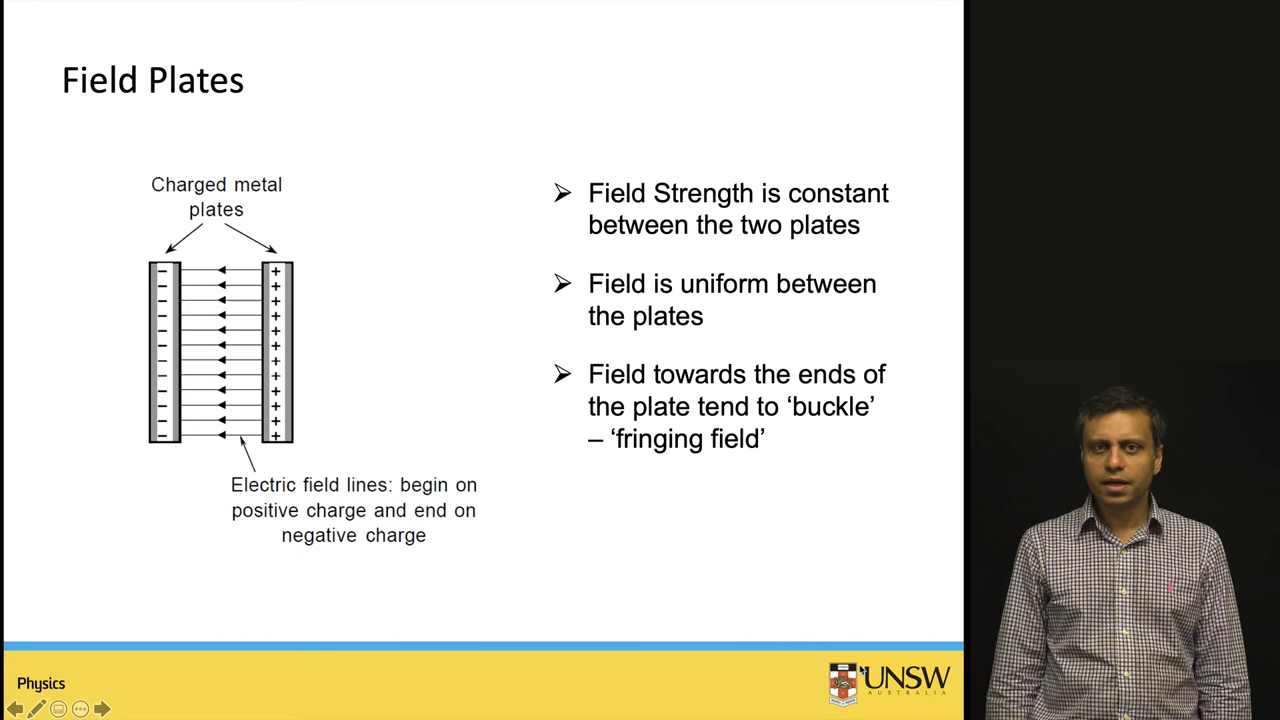 Field Plates
Charged metal
plates
Electric field lines: begin on
positive charge and end on
negative charge
➢ Field Strength is constant
between the two plates
➢ Field is uniform between
the plates
➢ Field towards the ends of
the plate tend to ‘buckle’
– ‘fringing field’
Physics
UNSW
AUSTRALIA